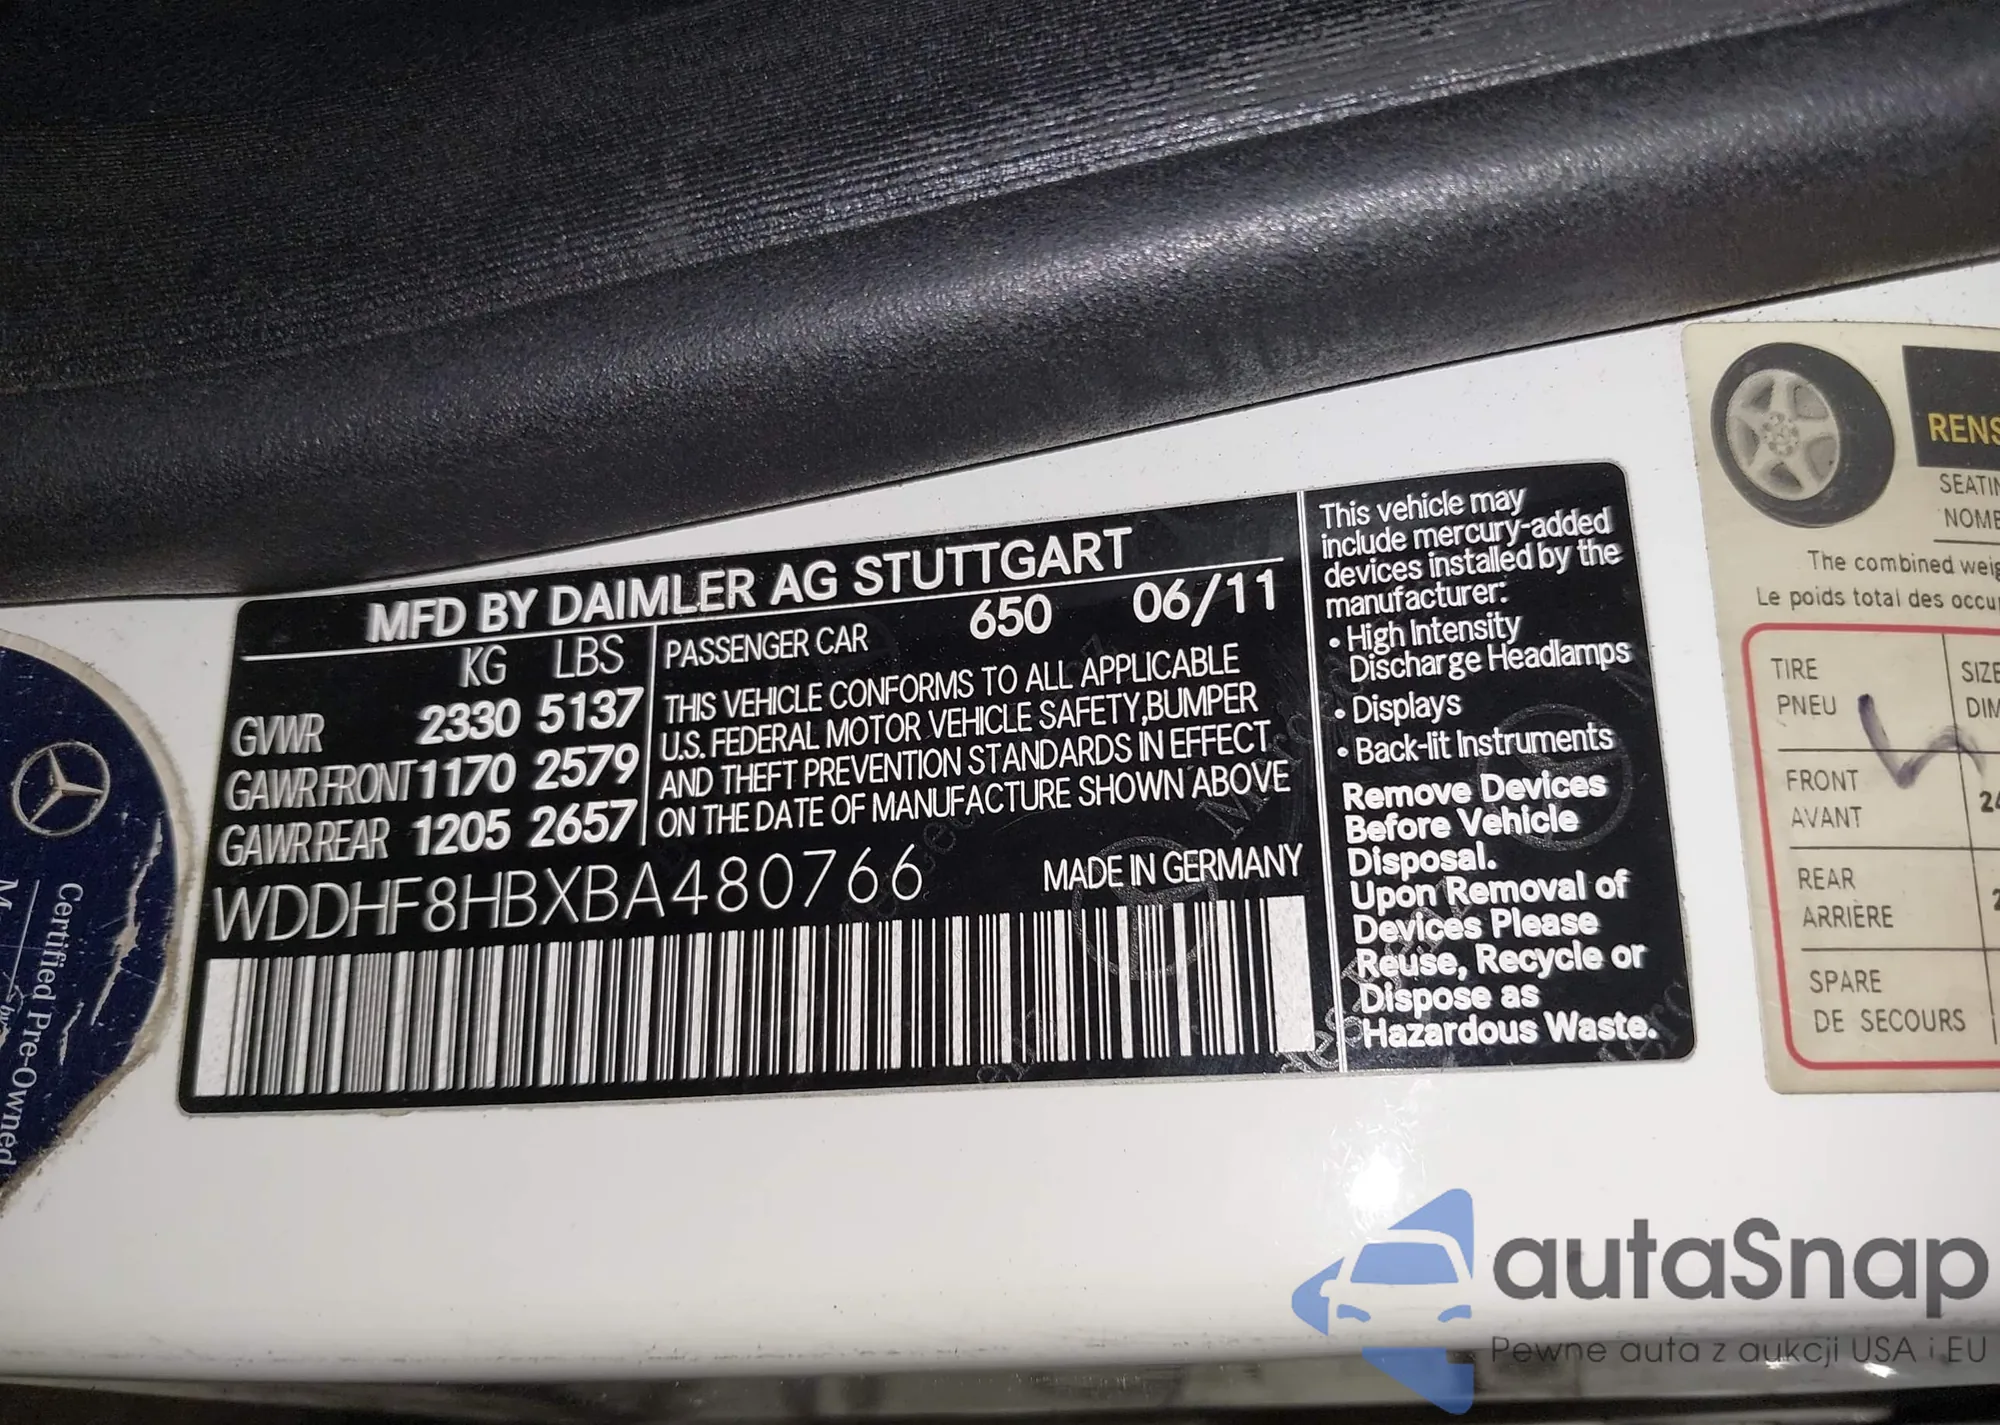 MFD BY DAIMLER AG STUTTGART
KG LBS
GVWR 2330 5137
GAWR FRONT 1170 2579
GAWR REAR 1205 2657
PASSENGER CAR 650 06/11
THIS VEHICLE CONFORMS TO ALL APPLICABLE
U.S. FEDERAL MOTOR VEHICLE SAFETY,BUMPER
AND THEFT PREVENTION STANDARDS IN EFFECT
ON THE DATE OF MANUFACTURE SHOWN ABOVE
WDDHF8HBXBA480766
MADE IN GERMANY
This vehicle may
include mercury-added
devices installed by the
manufacturer:
• High Intensity
Discharge Headlamps
• Displays
• Back-lit Instruments
Remove Devices
Before Vehicle
Disposal.
Upon Removal of
Devices Please
Reuse, Recycle or
Dispose as
Hazardous Waste.
Certified Pre-Owned
RENS
SEATIN
NOME
The combined weig
Le poids total des occu
TIRE
PNEU
SIZE
DIM
FRONT
AVANT
REAR
ARRIÈRE
SPARE
DE SECOURS
autaSnap
Pewne auta z aukcji USA i EU